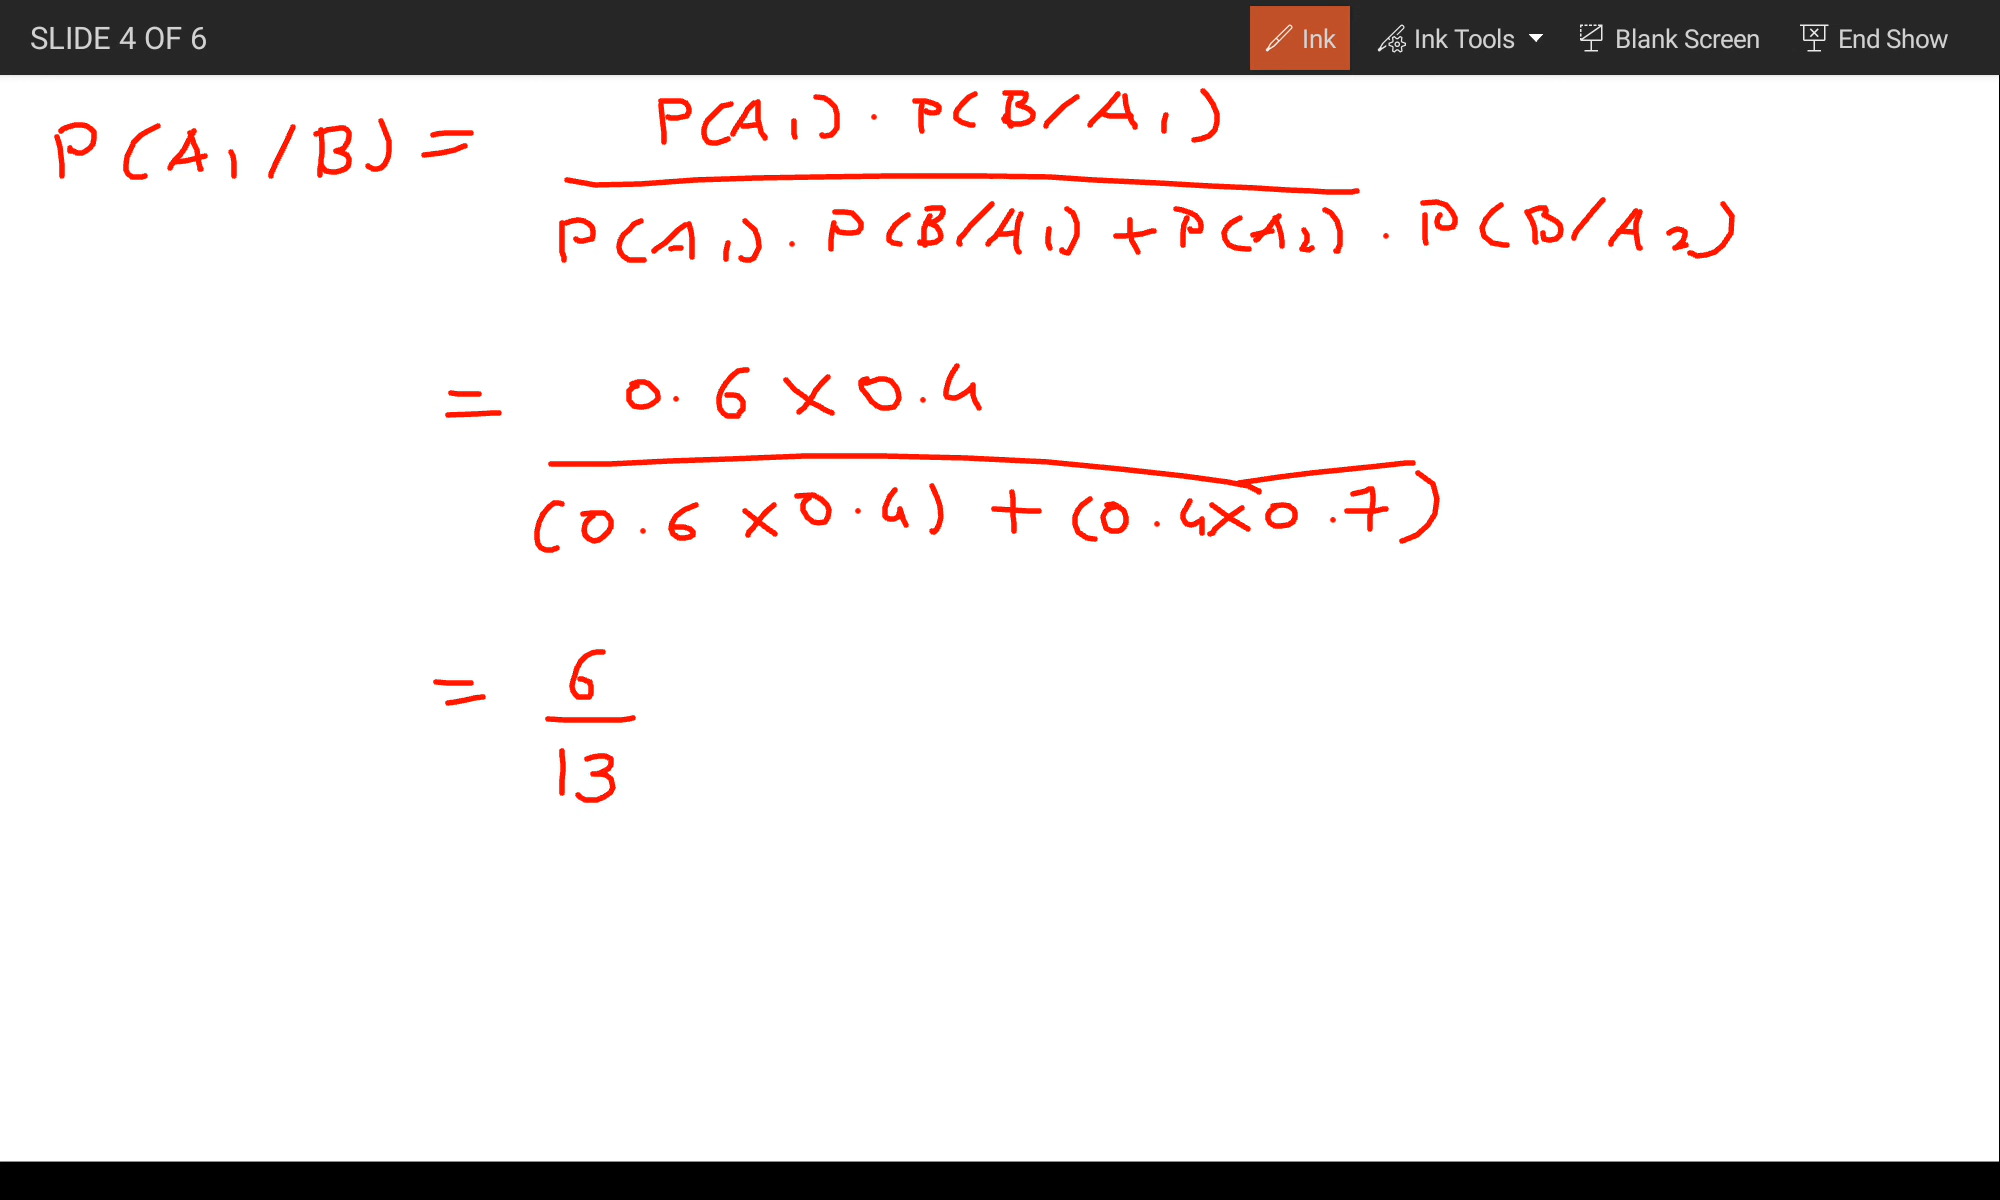 SLIDE 4 OF 6 Ink Ink Tools Blank Screen End Show
P(A₁). P(B/A₁)
P(A₁/B) =
P(A₁). P(B/A₁) + P(A₂). P(B/A₂)
= 0.6 × 0.4
(0.6 × 0.4) + (0.4×0.7)
= 6
13